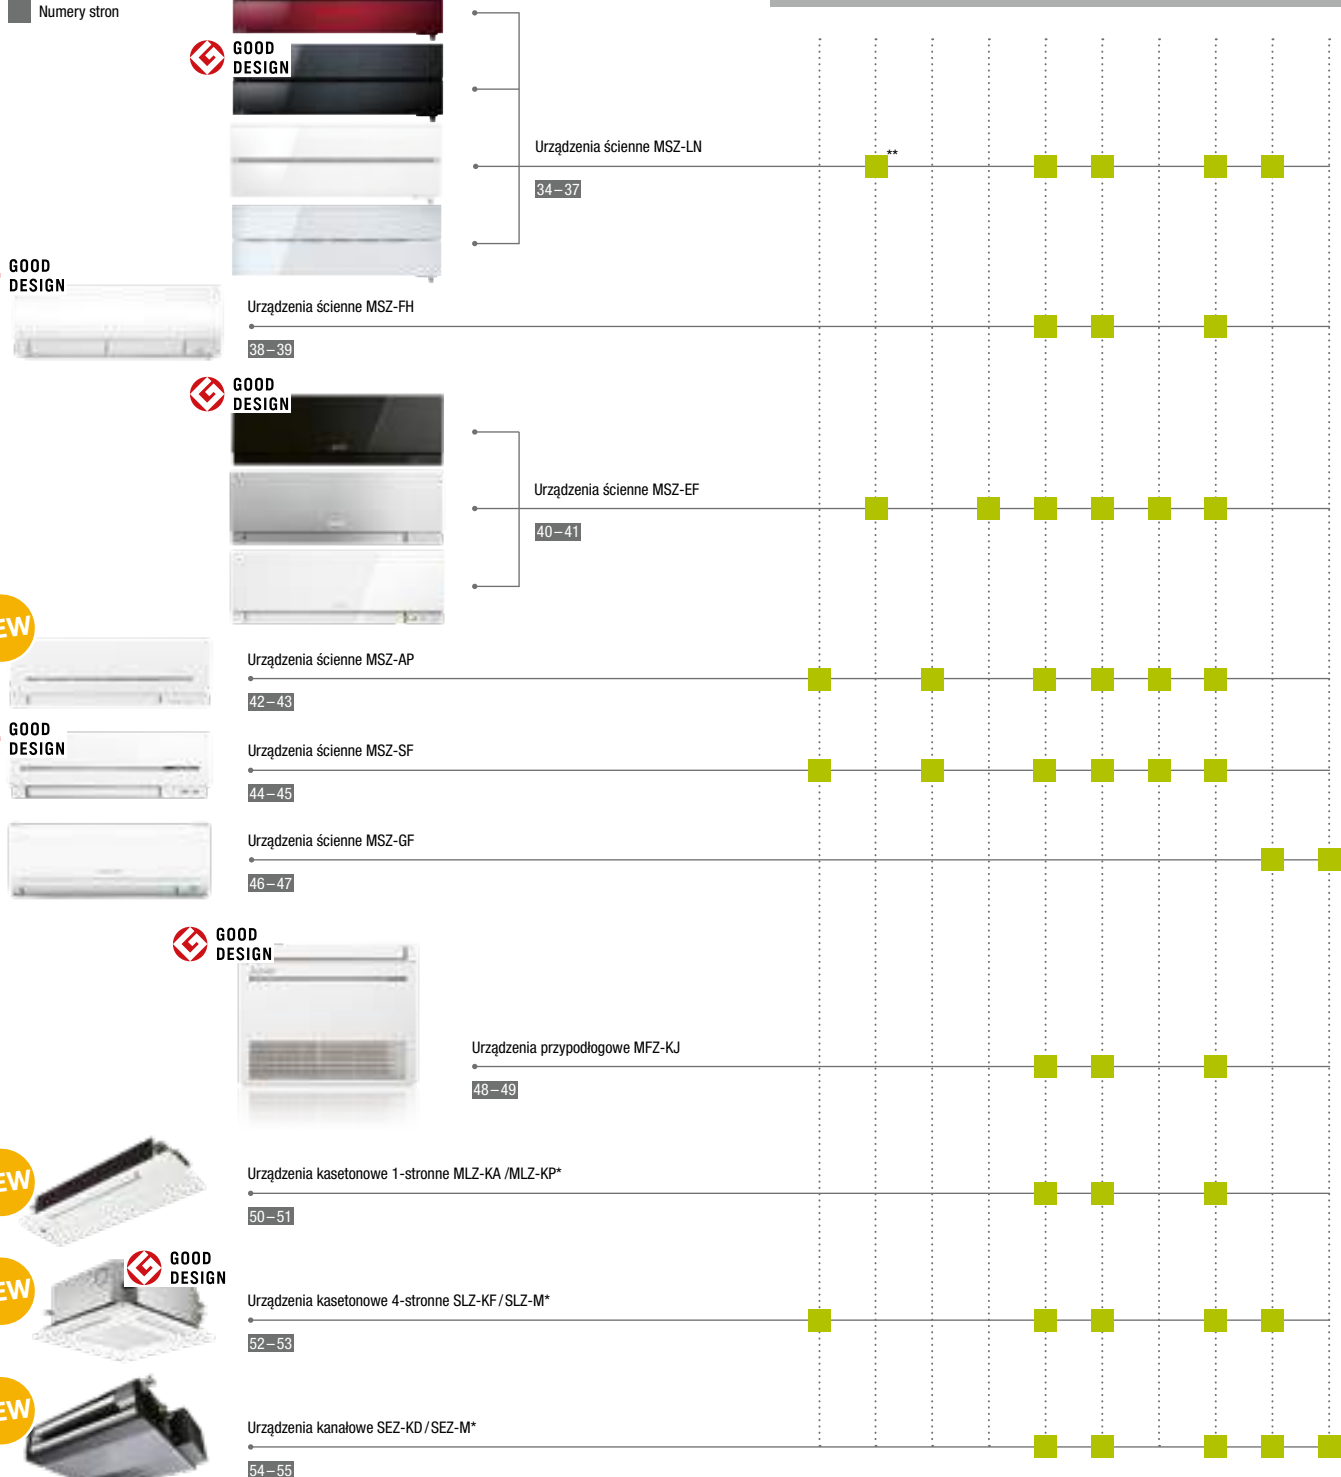 Numery stron
GOOD
DESIGN
Urządzenia ścienne MSZ-LN
**
34–37
GOOD
DESIGN
Urządzenia ścienne MSZ-FH
38–39
GOOD
DESIGN
Urządzenia ścienne MSZ-EF
40–41
EW
Urządzenia ścienne MSZ-AP
42–43
GOOD
DESIGN
Urządzenia ścienne MSZ-SF
44–45
Urządzenia ścienne MSZ-GF
46–47
GOOD
DESIGN
Urządzenia przypodłogowe MFZ-KJ
48–49
EW
Urządzenia kasetonowe 1-stronne MLZ-KA /MLZ-KP*
50–51
GOOD
DESIGN
EW
Urządzenia kasetonowe 4-stronne SLZ-KF/SLZ-M*
52–53
EW
Urządzenia kanałowe SEZ-KD/SEZ-M*
54–55